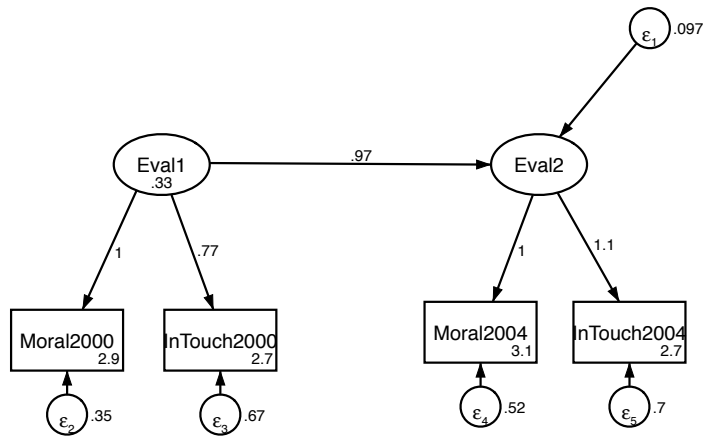 ε1 .097
Eval1
.33
.97
Eval2
1
.77
1
1.1
Moral2000
2.9
InTouch2000
2.7
Moral2004
3.1
InTouch2004
2.7
ε2 .35
ε3 .67
ε4 .52
ε5 .7